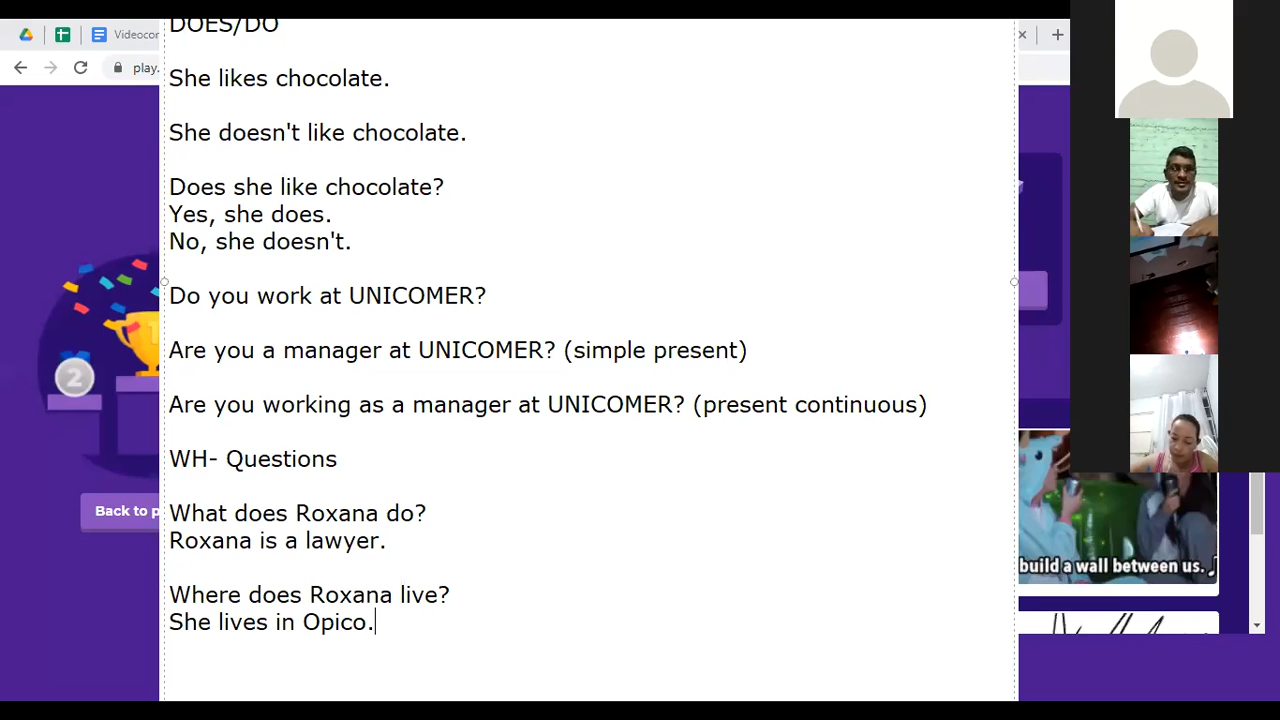 DOES/DO
Videocor
play.
She likes chocolate.
She doesn't like chocolate.
Does she like chocolate?
Yes, she does.
No, she doesn't.
Do you work at UNICOMER?
Are you a manager at UNICOMER? (simple present)
Are you working as a manager at UNICOMER? (present continuous)
WH- Questions
What does Roxana do?
Roxana is a lawyer.
Where does Roxana live?
She lives in Opico.
2
1
Back to p
build a wall between us.